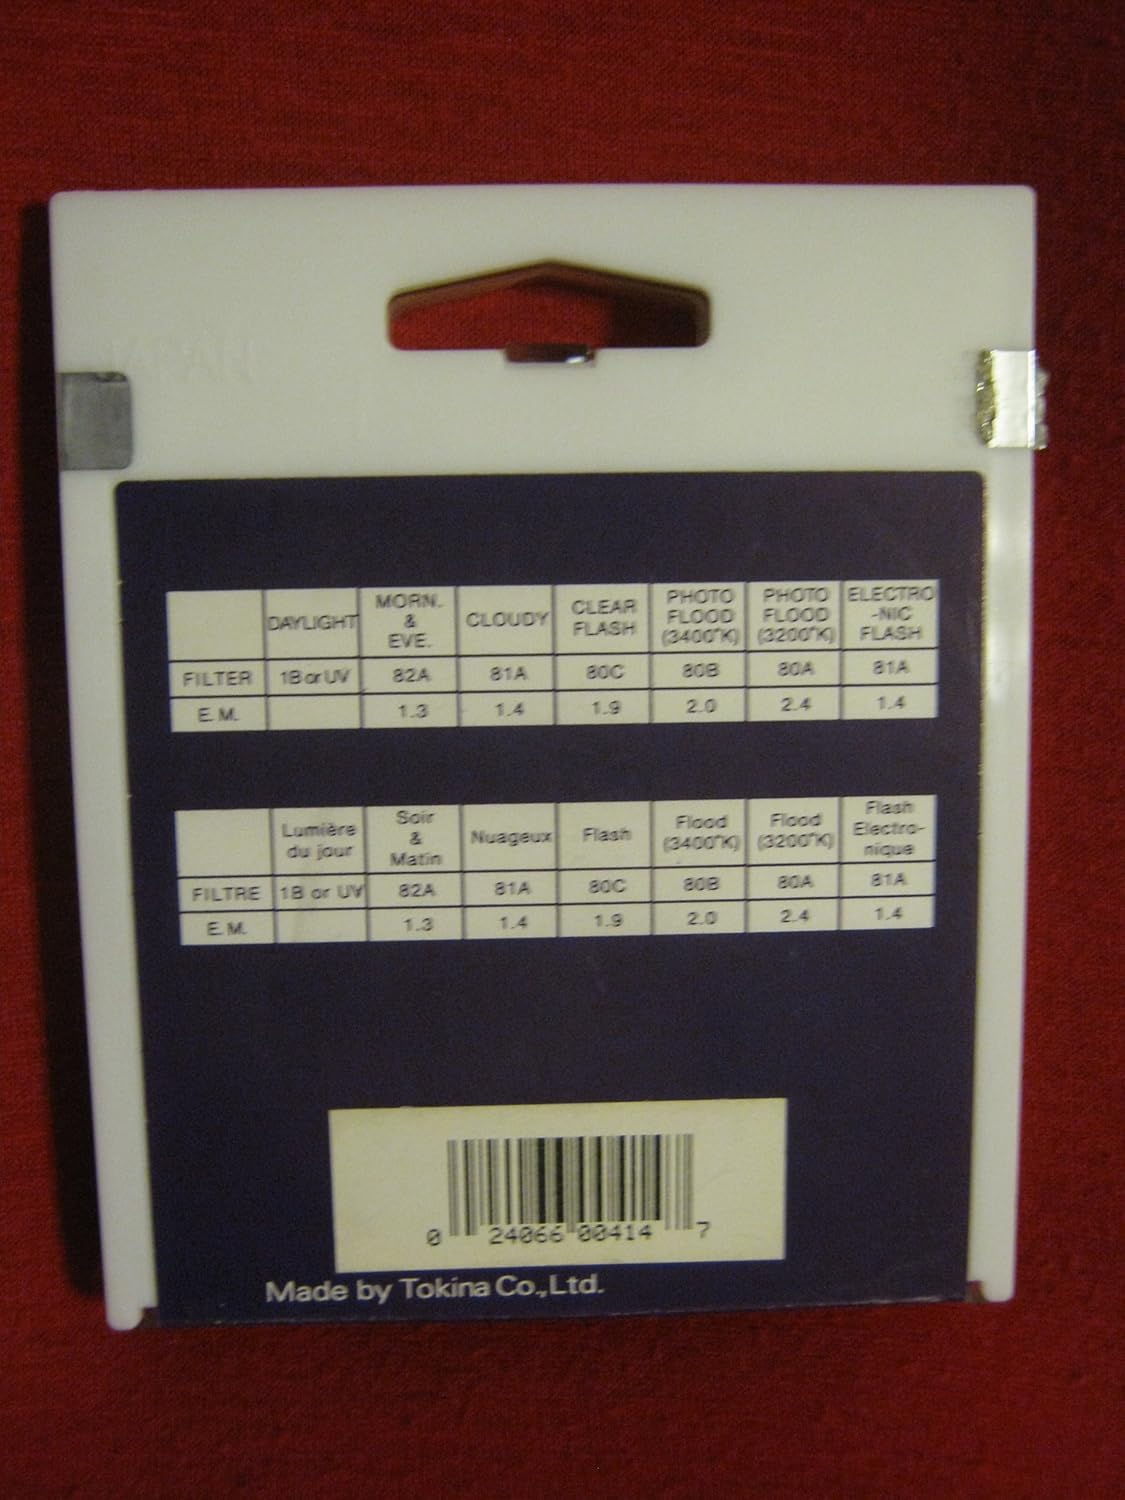 DAYLIGHT MORN. & EVE. CLOUDY CLEAR FLASH PHOTO FLOOD (3400°K) PHOTO FLOOD (3200°K) ELECTRO-NIC FLASH
FILTER 1B or UV 82A 81A 80C 80B 80A 81A
E.M. 1.3 1.4 1.9 2.0 2.4 1.4
Lumière du jour Soir & Matin Nuageux Flash Flood (3400°K) Flood (3200°K) Flash Electro-nique
FILTRE 1B or UV 82A 81A 80C 80B 80A 81A
E.M. 1.3 1.4 1.9 2.0 2.4 1.4
0 24066 00414 7
Made by Tokina Co.,Ltd.